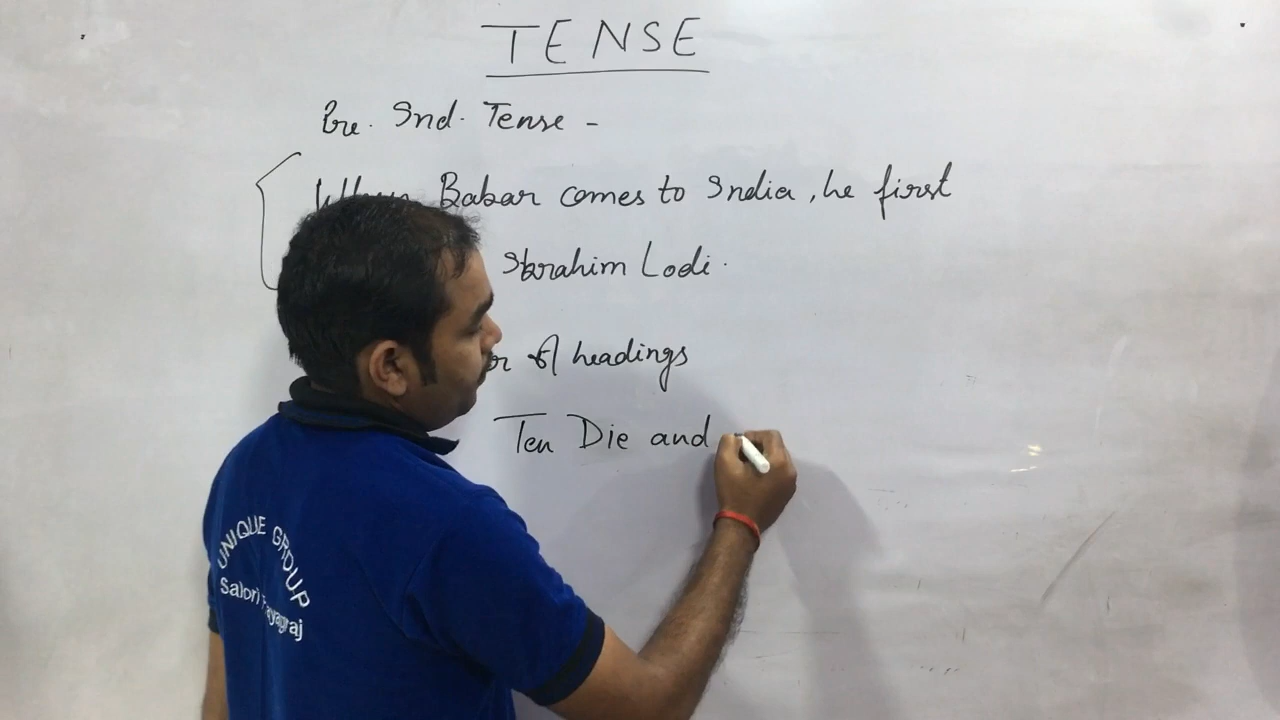 TENSE
Pre. Ind. Tense -
When Babar comes to India, he first
Ibrahim Lodi.
of headings
Ten Die and
UNIQUE GROUP
Salori